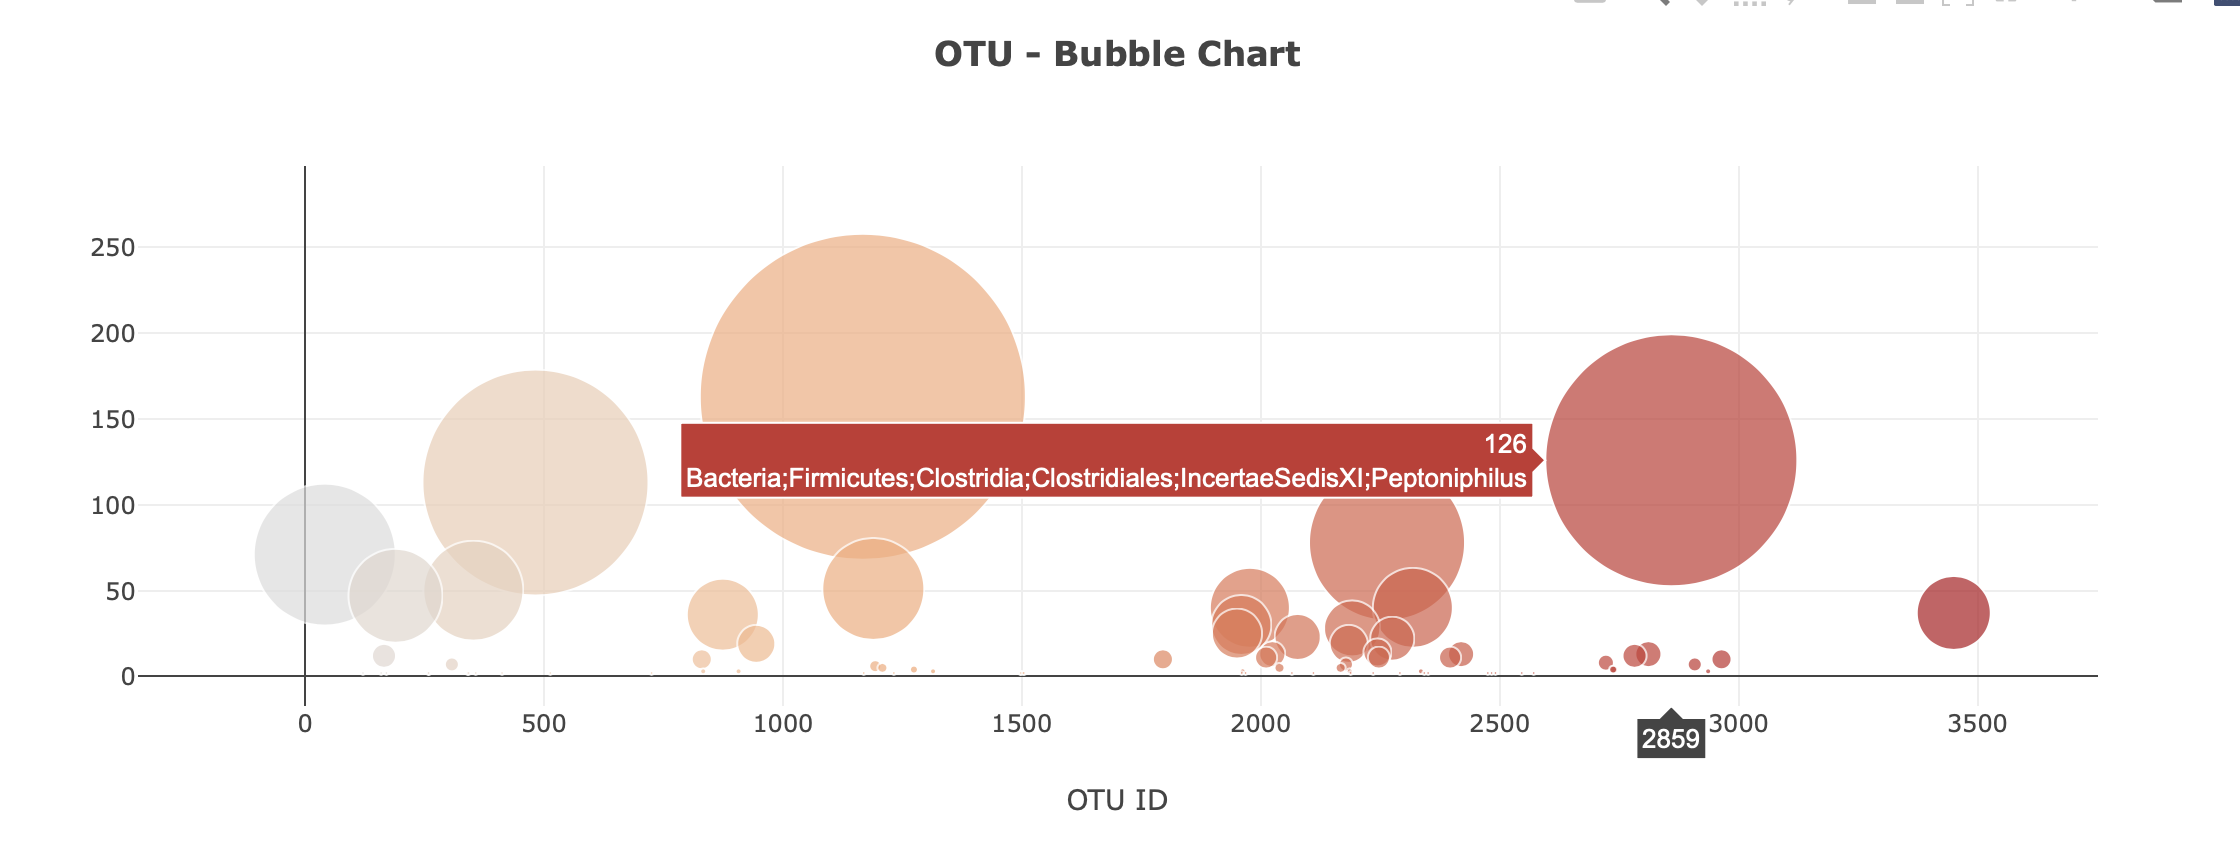 OTU – Bubble Chart
250
200
150
126
Bacteria;Firmicutes;Clostridia;Clostridiales;IncertaeSedisXI;Peptoniphilus
100
50
0
0 500 1000 1500 2000 2500 3000 3500
2859
OTU ID